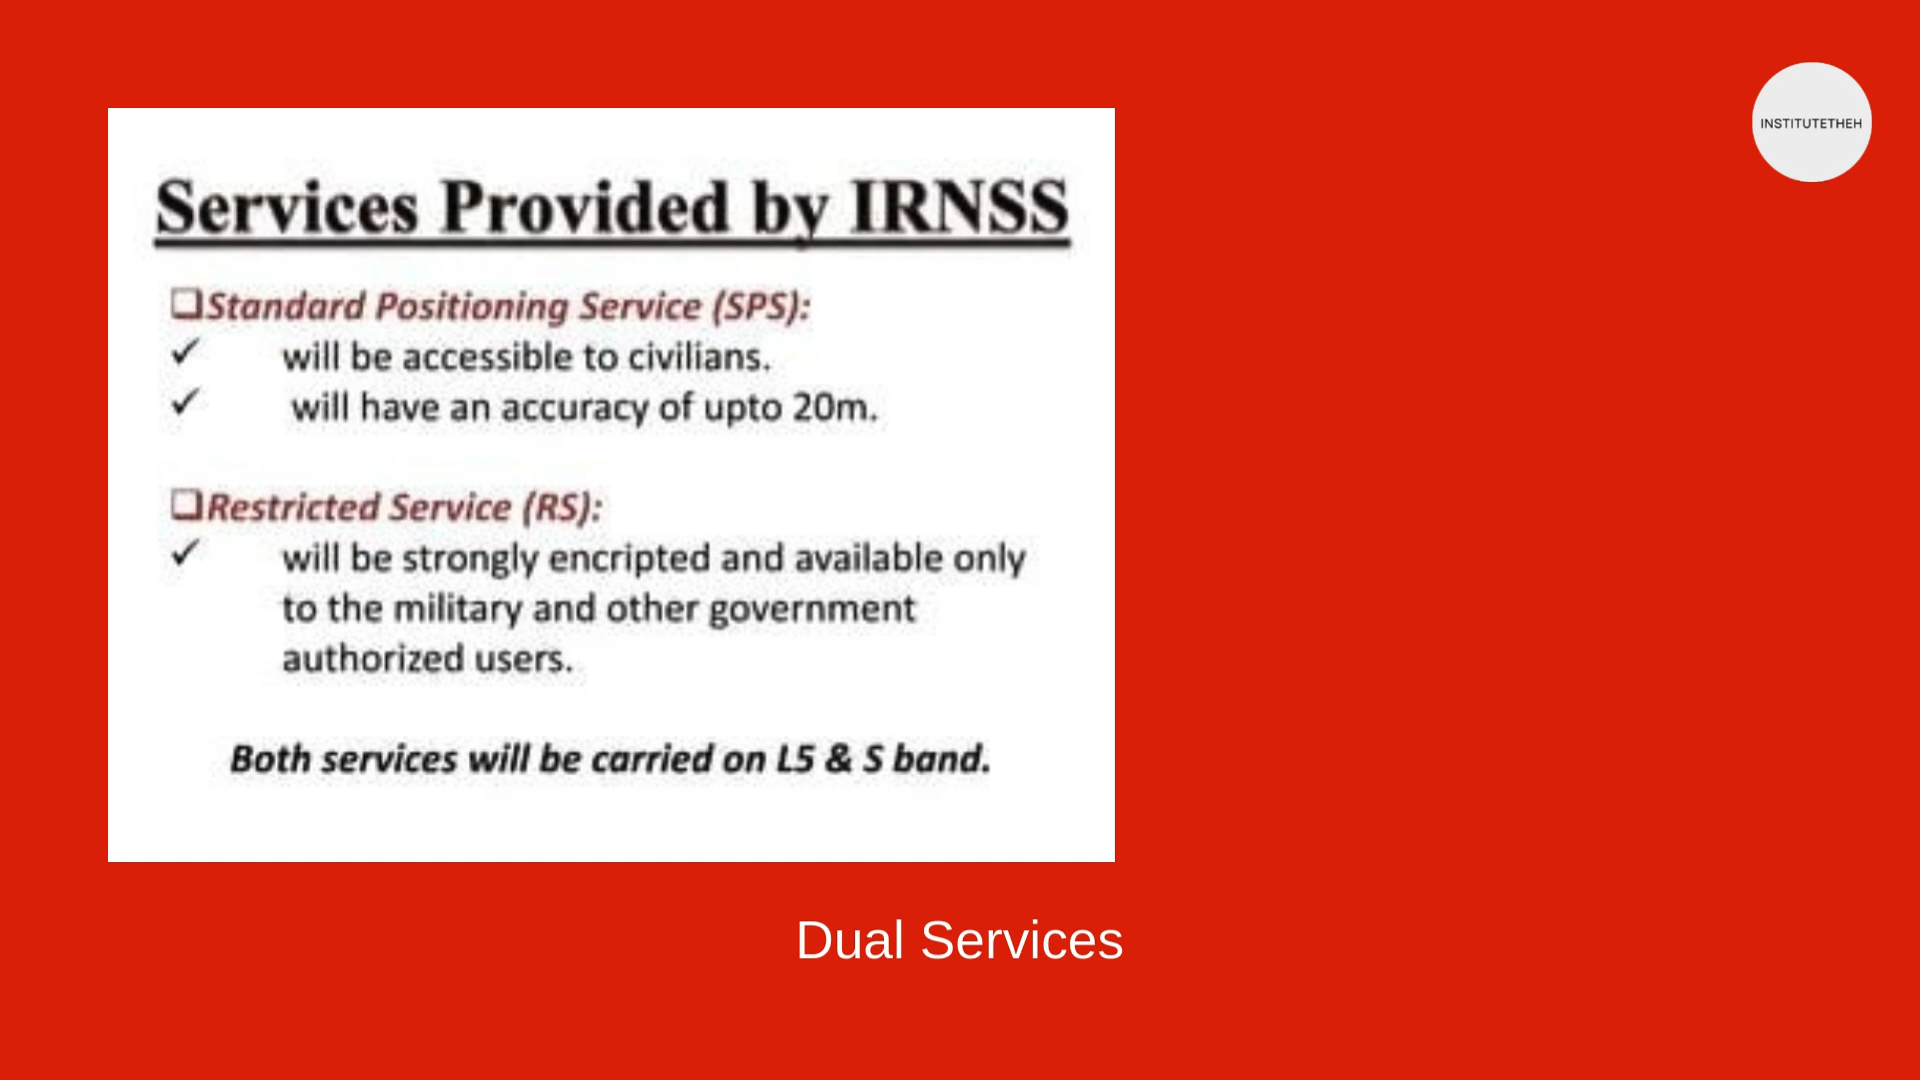 INSTITUTETHEH
Services Provided by IRNSS
❑Standard Positioning Service (SPS):
✓ will be accessible to civilians.
✓ will have an accuracy of upto 20m.
❑Restricted Service (RS):
✓ will be strongly encripted and available only
to the military and other government
authorized users.
Both services will be carried on L5 & S band.
Dual Services